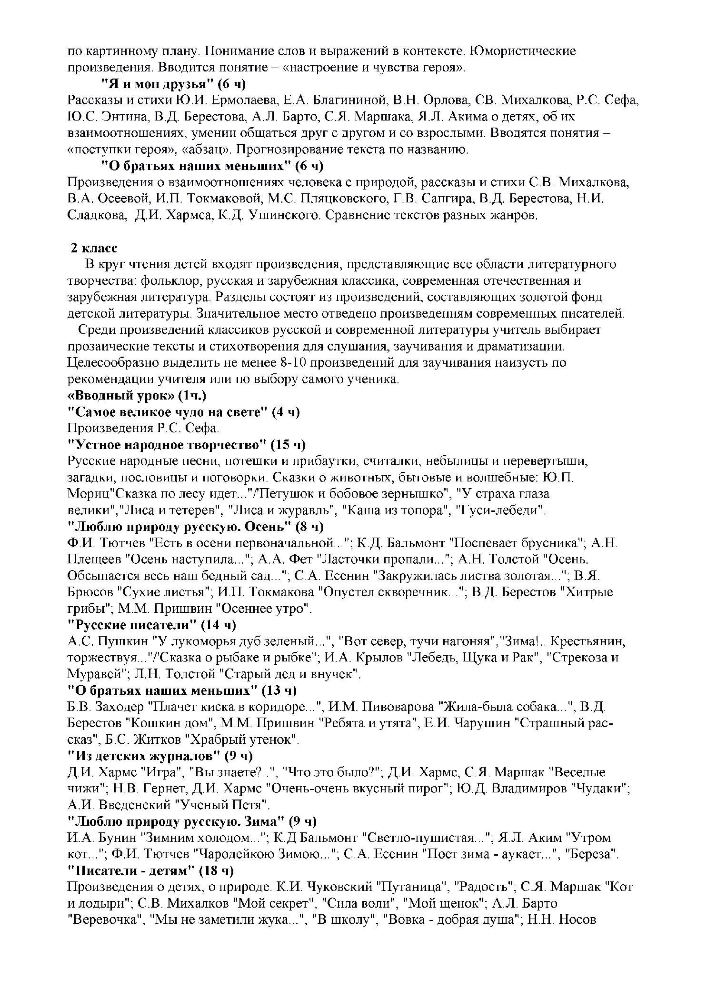 по картинному плану. Понимание слов и выражений в контексте. Юмористические
произведения. Вводится понятие – «настроение и чувства героя».
"Я и мои друзья" (6 ч)
Рассказы и стихи Ю.И. Ермолаева, Е.А. Благининой, В.Н. Орлова, СВ. Михалкова, Р.С. Сефа,
Ю.С. Энтина, В.Д. Берестова, А.Л. Барто, С.Я. Маршака, Я.Л. Акима о детях, об их
взаимоотношениях, умении общаться друг с другом и со взрослыми. Вводятся понятия –
«поступки героя», «абзац». Прогнозирование текста по названию.
"О братьях наших меньших" (6 ч)
Произведения о взаимоотношениях человека с природой, рассказы и стихи С.В. Михалкова,
В.А. Осеевой, И.П. Токмаковой, М.С. Пляцковского, Г.В. Сапгира, В.Д. Берестова, Н.И.
Сладкова, Д.И. Хармса, К.Д. Ушинского. Сравнение текстов разных жанров.
2 класс
В круг чтения детей входят произведения, представляющие все области литературного
творчества: фольклор, русская и зарубежная классика, современная отечественная и
зарубежная литература. Разделы состоят из произведений, составляющих золотой фонд
детской литературы. Значительное место отведено произведениям современных писателей.
Среди произведений классиков русской и современной литературы учитель выбирает
прозаические тексты и стихотворения для слушания, заучивания и драматизации.
Целесообразно выделить не менее 8-10 произведений для заучивания наизусть по
рекомендации учителя или по выбору самого ученика.
«Вводный урок» (1ч.)
"Самое великое чудо на свете" (4 ч)
Произведения Р.С. Сефа.
"Устное народное творчество" (15 ч)
Русские народные песни, потешки и прибаутки, считалки, небылицы и перевертыши,
загадки, пословицы и поговорки. Сказки о животных, бытовые и волшебные: Ю.П.
Мориц"Сказка по лесу идет..."/'Петушок и бобовое зернышко", "У страха глаза
велики","Лиса и тетерев", "Лиса и журавль", "Каша из топора", "Гуси-лебеди".
"Люблю природу русскую. Осень" (8 ч)
Ф.И. Тютчев "Есть в осени первоначальной..."; К.Д. Бальмонт "Поспевает брусника"; А.Н.
Плещеев "Осень наступила..."; А.А. Фет "Ласточки пропали..."; А.Н. Толстой "Осень.
Обсыпается весь наш бедный сад..."; С.А. Есенин "Закружилась листва золотая..."; В.Я.
Брюсов "Сухие листья"; И.П. Токмакова "Опустел скворечник..."; В.Д. Берестов "Хитрые
грибы"; М.М. Пришвин "Осеннее утро".
"Русские писатели" (14 ч)
А.С. Пушкин "У лукоморья дуб зеленый...", "Вот север, тучи нагоняя","Зима!.. Крестьянин,
торжествуя..."/'Сказка о рыбаке и рыбке"; И.А. Крылов "Лебедь, Щука и Рак", "Стрекоза и
Муравей"; Л.Н. Толстой "Старый дед и внучек".
"О братьях наших меньших" (13 ч)
Б.В. Заходер "Плачет киска в коридоре...", И.М. Пивоварова "Жила-была собака...", В.Д.
Берестов "Кошкин дом", М.М. Пришвин "Ребята и утята", Е.И. Чарушин "Страшный рас-
сказ", Б.С. Житков "Храбрый утенок".
"Из детских журналов" (9 ч)
Д.И. Хармс "Игра", "Вы знаете?..", "Что это было?"; Д.И. Хармс, С.Я. Маршак "Веселые
чижи"; Н.В. Гернет, Д.И. Хармс "Очень-очень вкусный пирог"; Ю.Д. Владимиров "Чудаки";
А.И. Введенский "Ученый Петя".
"Люблю природу русскую. Зима" (9 ч)
И.А. Бунин "Зимним холодом..."; К.Д Бальмонт "Светло-пушистая..."; Я.Л. Аким "Утром
кот..."; Ф.И. Тютчев "Чародейкою Зимою..."; С.А. Есенин "Поет зима - аукает...", "Береза".
"Писатели - детям" (18 ч)
Произведения о детях, о природе. К.И. Чуковский "Путаница", "Радость"; С.Я. Маршак "Кот
и лодыри"; С.В. Михалков "Мой секрет", "Сила воли", "Мой щенок"; А.Л. Барто
"Веревочка", "Мы не заметили жука...", "В школу", "Вовка - добрая душа"; Н.Н. Носов